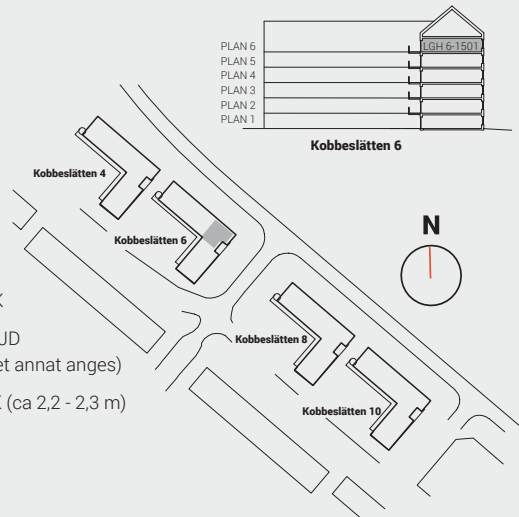 PLAN 6
PLAN 5
PLAN 4
PLAN 3
PLAN 2
PLAN 1
LGH 6-1501
Kobbeslätten 6
Kobbeslätten 4
Kobbeslätten 6
N
Kobbeslätten 8
Kobbeslätten 10
JD
et annat anges)
(ca 2,2 - 2,3 m)